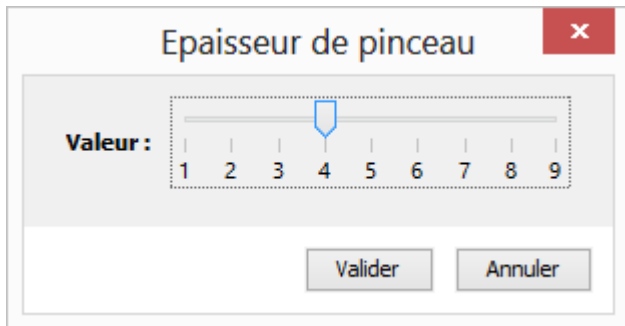 Epaisseur de pinceau
Valeur :
1 2 3 4 5 6 7 8 9
Valider Annuler